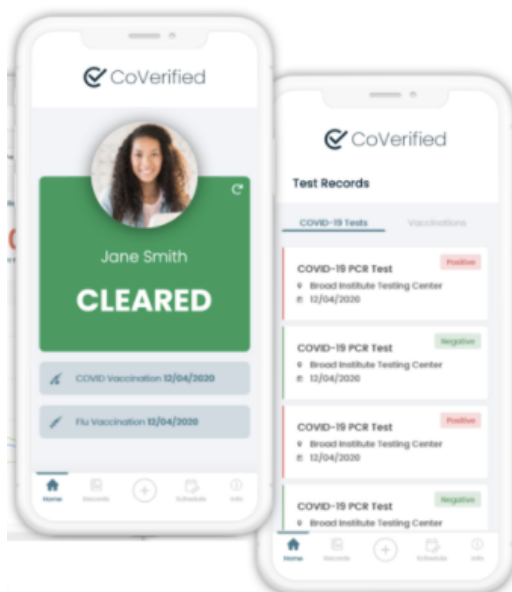 CoVerified
Jane Smith
CLEARED
COVID Vaccination 12/04/2020
Flu Vaccination 12/04/2020
Home
Records
Schedule
Info
CoVerified
Test Records
COVID-19 Tests
Vaccinations
COVID-19 PCR Test
Positive
Broad Institute Testing Center
12/04/2020
COVID-19 PCR Test
Negative
Broad Institute Testing Center
12/04/2020
COVID-19 PCR Test
Positive
Broad Institute Testing Center
12/04/2020
COVID-19 PCR Test
Negative
Broad Institute Testing Center
Home
Records
Schedule
Info